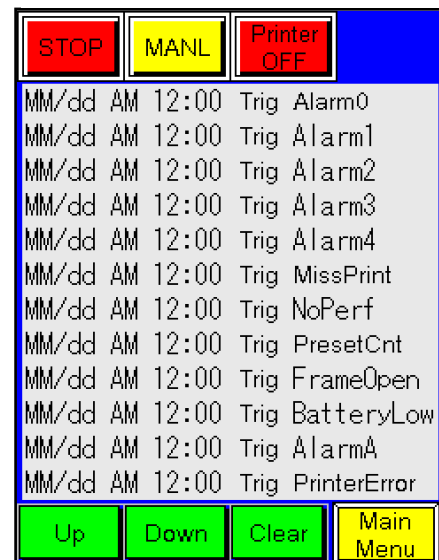 STOP MANL Printer OFF
MM/dd AM 12:00 Trig Alarm0
MM/dd AM 12:00 Trig Alarm1
MM/dd AM 12:00 Trig Alarm2
MM/dd AM 12:00 Trig Alarm3
MM/dd AM 12:00 Trig Alarm4
MM/dd AM 12:00 Trig MissPrint
MM/dd AM 12:00 Trig NoPerf
MM/dd AM 12:00 Trig PresetCnt
MM/dd AM 12:00 Trig FrameOpen
MM/dd AM 12:00 Trig BatteryLow
MM/dd AM 12:00 Trig AlarmA
MM/dd AM 12:00 Trig PrinterError
Up Down Clear Main Menu